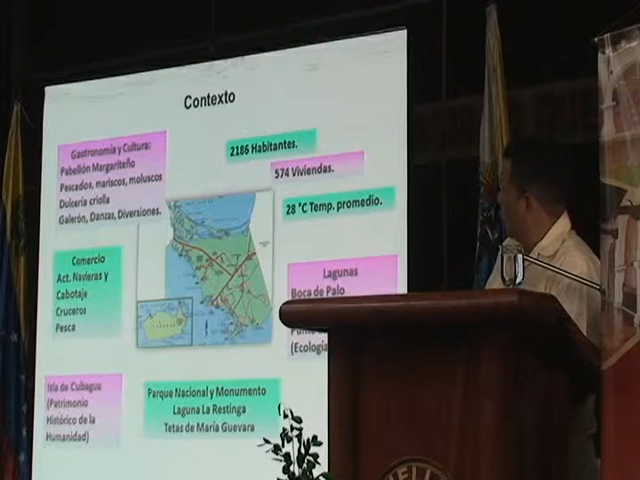 Contexto
Gastronomía y Cultura:
Pabellón Margariteño
Pescados, mariscos, moluscos
Dulcería criolla
Galerón, Danzas, Diversiones.
2186 Habitantes.
574 Viviendas.
28 °C Temp. promedio.
Comercio
Act. Navieras y
Cabotaje
Cruceros
Pesca
Lagunas
Boca de Palo
(Ecología
Isla de Cubagua
(Patrimonio
Histórico de la
Humanidad)
Parque Nacional y Monumento
Laguna La Restinga
Tetas de María Guevara